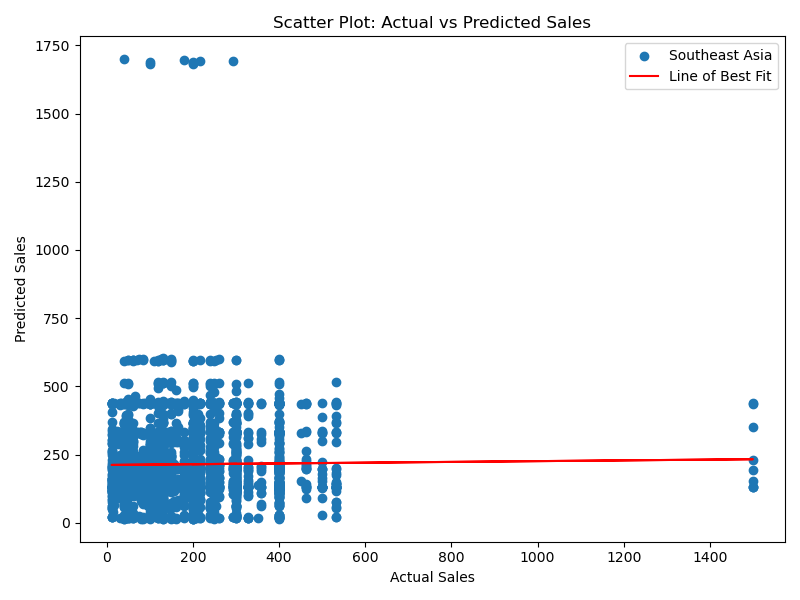 Scatter Plot: Actual vs Predicted Sales
Southeast Asia
Line of Best Fit
1750
1500
1250
1000
750
500
250
0
Predicted Sales
0 200 400 600 800 1000 1200 1400
Actual Sales